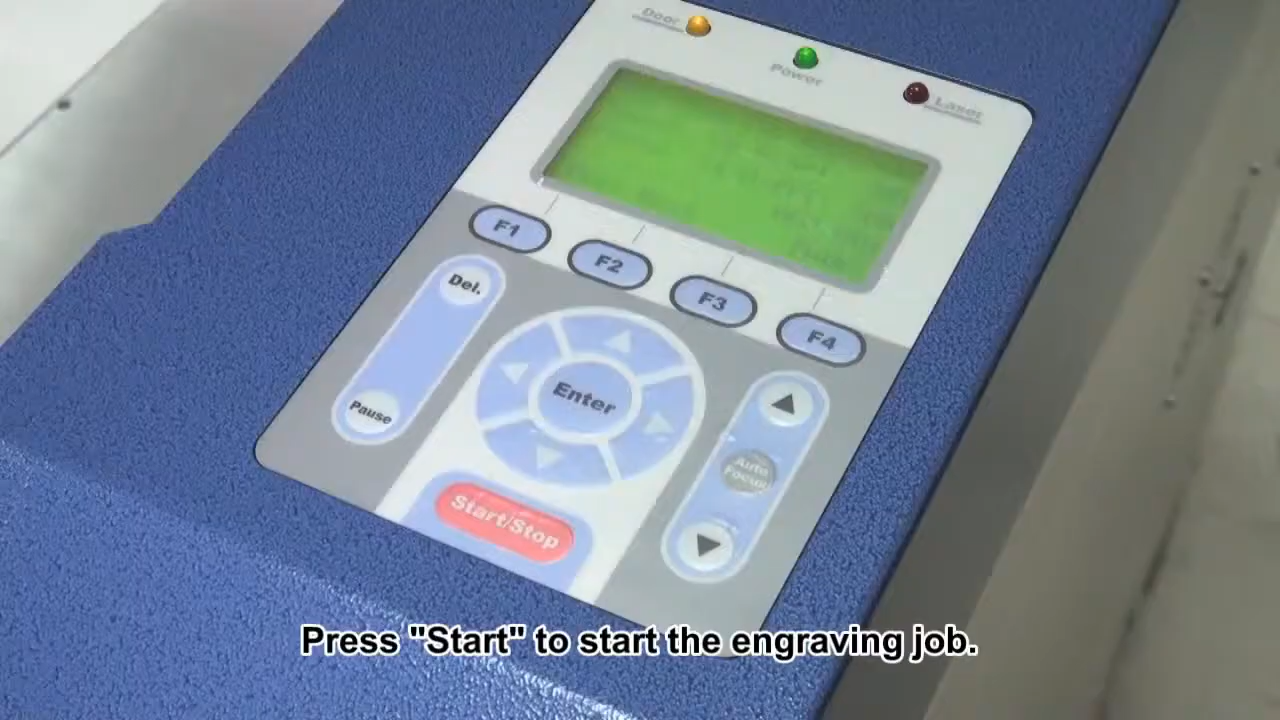 Door
Power
Laser
F1
F2
F3
F4
Del.
Pause
Enter
Auto
Focus
Start/Stop
Press "Start" to start the engraving job.